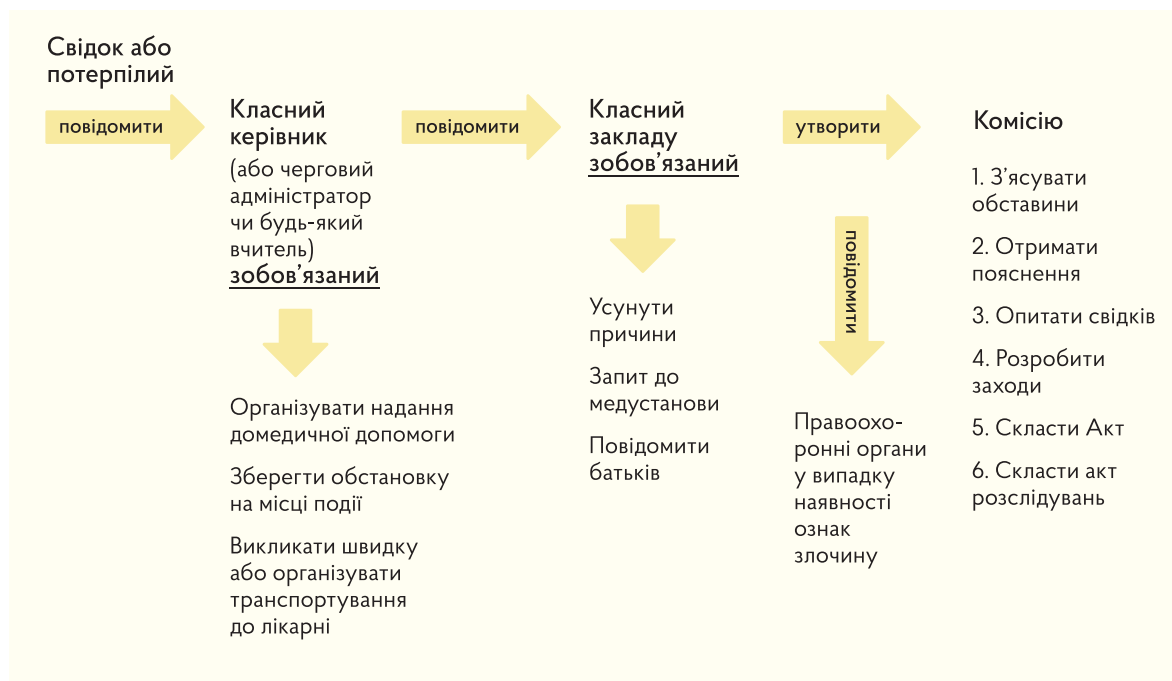 Свідок або
потерпілий
повідомити
Класний
керівник
(або черговий
адміністратор
чи будь-який
вчитель)
зобов’язаний
Організувати надання
домедичної допомоги
Зберегти обстановку
на місці події
Викликати швидку
або організувати
транспортування
до лікарні
повідомити
Класний
закладу
зобов’язаний
Усунути
причини
Запит до
медустанови
Повідомити
батьків
утворити
повідомити
Правоохо-
ронні органи
у випадку
наявності
ознак
злочину
Комісію
1. З’ясувати
обставини
2. Отримати
пояснення
3. Опитати свідків
4. Розробити
заходи
5. Скласти Акт
6. Скласти акт
розслідувань